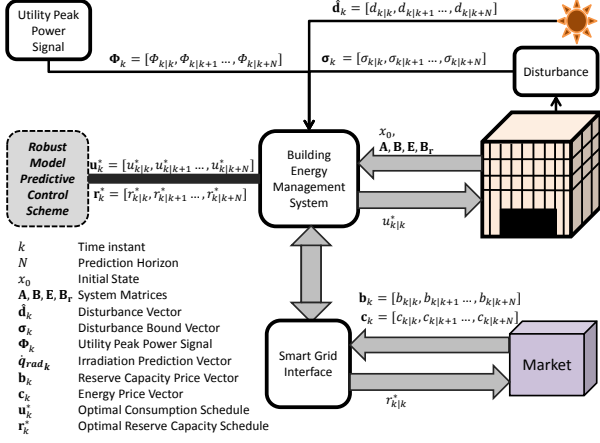 Utility Peak
Power
Signal
𝐝̂ₖ = [dₖ|ₖ, dₖ|ₖ₊₁ …, dₖ|ₖ₊N]
𝚽ₖ = [Φₖ|ₖ, Φₖ|ₖ₊₁ …, Φₖ|ₖ₊N]
𝛔ₖ = [σₖ|ₖ, σₖ|ₖ₊₁ …, σₖ|ₖ₊N]
Disturbance
Robust
Model
Predictive
Control
Scheme
𝐮*ₖ = [u*ₖ|ₖ, u*ₖ|ₖ₊₁ …, u*ₖ|ₖ₊N]
𝐫*ₖ = [r*ₖ|ₖ, r*ₖ|ₖ₊₁ …, r*ₖ|ₖ₊N]
Building
Energy
Management
System
x₀,
𝐀, 𝐁, 𝐄, 𝐁ᵣ
u*ₖ|ₖ
k Time instant
N Prediction Horizon
x₀ Initial State
𝐀, 𝐁, 𝐄, 𝐁ᵣ System Matrices
𝐝̂ₖ Disturbance Vector
𝛔ₖ Disturbance Bound Vector
𝚽ₖ Utility Peak Power Signal
q̇_radₖ Irradiation Prediction Vector
𝐛ₖ Reserve Capacity Price Vector
𝐜ₖ Energy Price Vector
𝐮*ₖ Optimal Consumption Schedule
𝐫*ₖ Optimal Reserve Capacity Schedule
Smart Grid
Interface
𝐛ₖ = [bₖ|ₖ, bₖ|ₖ₊₁ …, bₖ|ₖ₊N]
𝐜ₖ = [cₖ|ₖ, cₖ|ₖ₊₁ …, cₖ|ₖ₊N]
Market
r*ₖ|ₖ